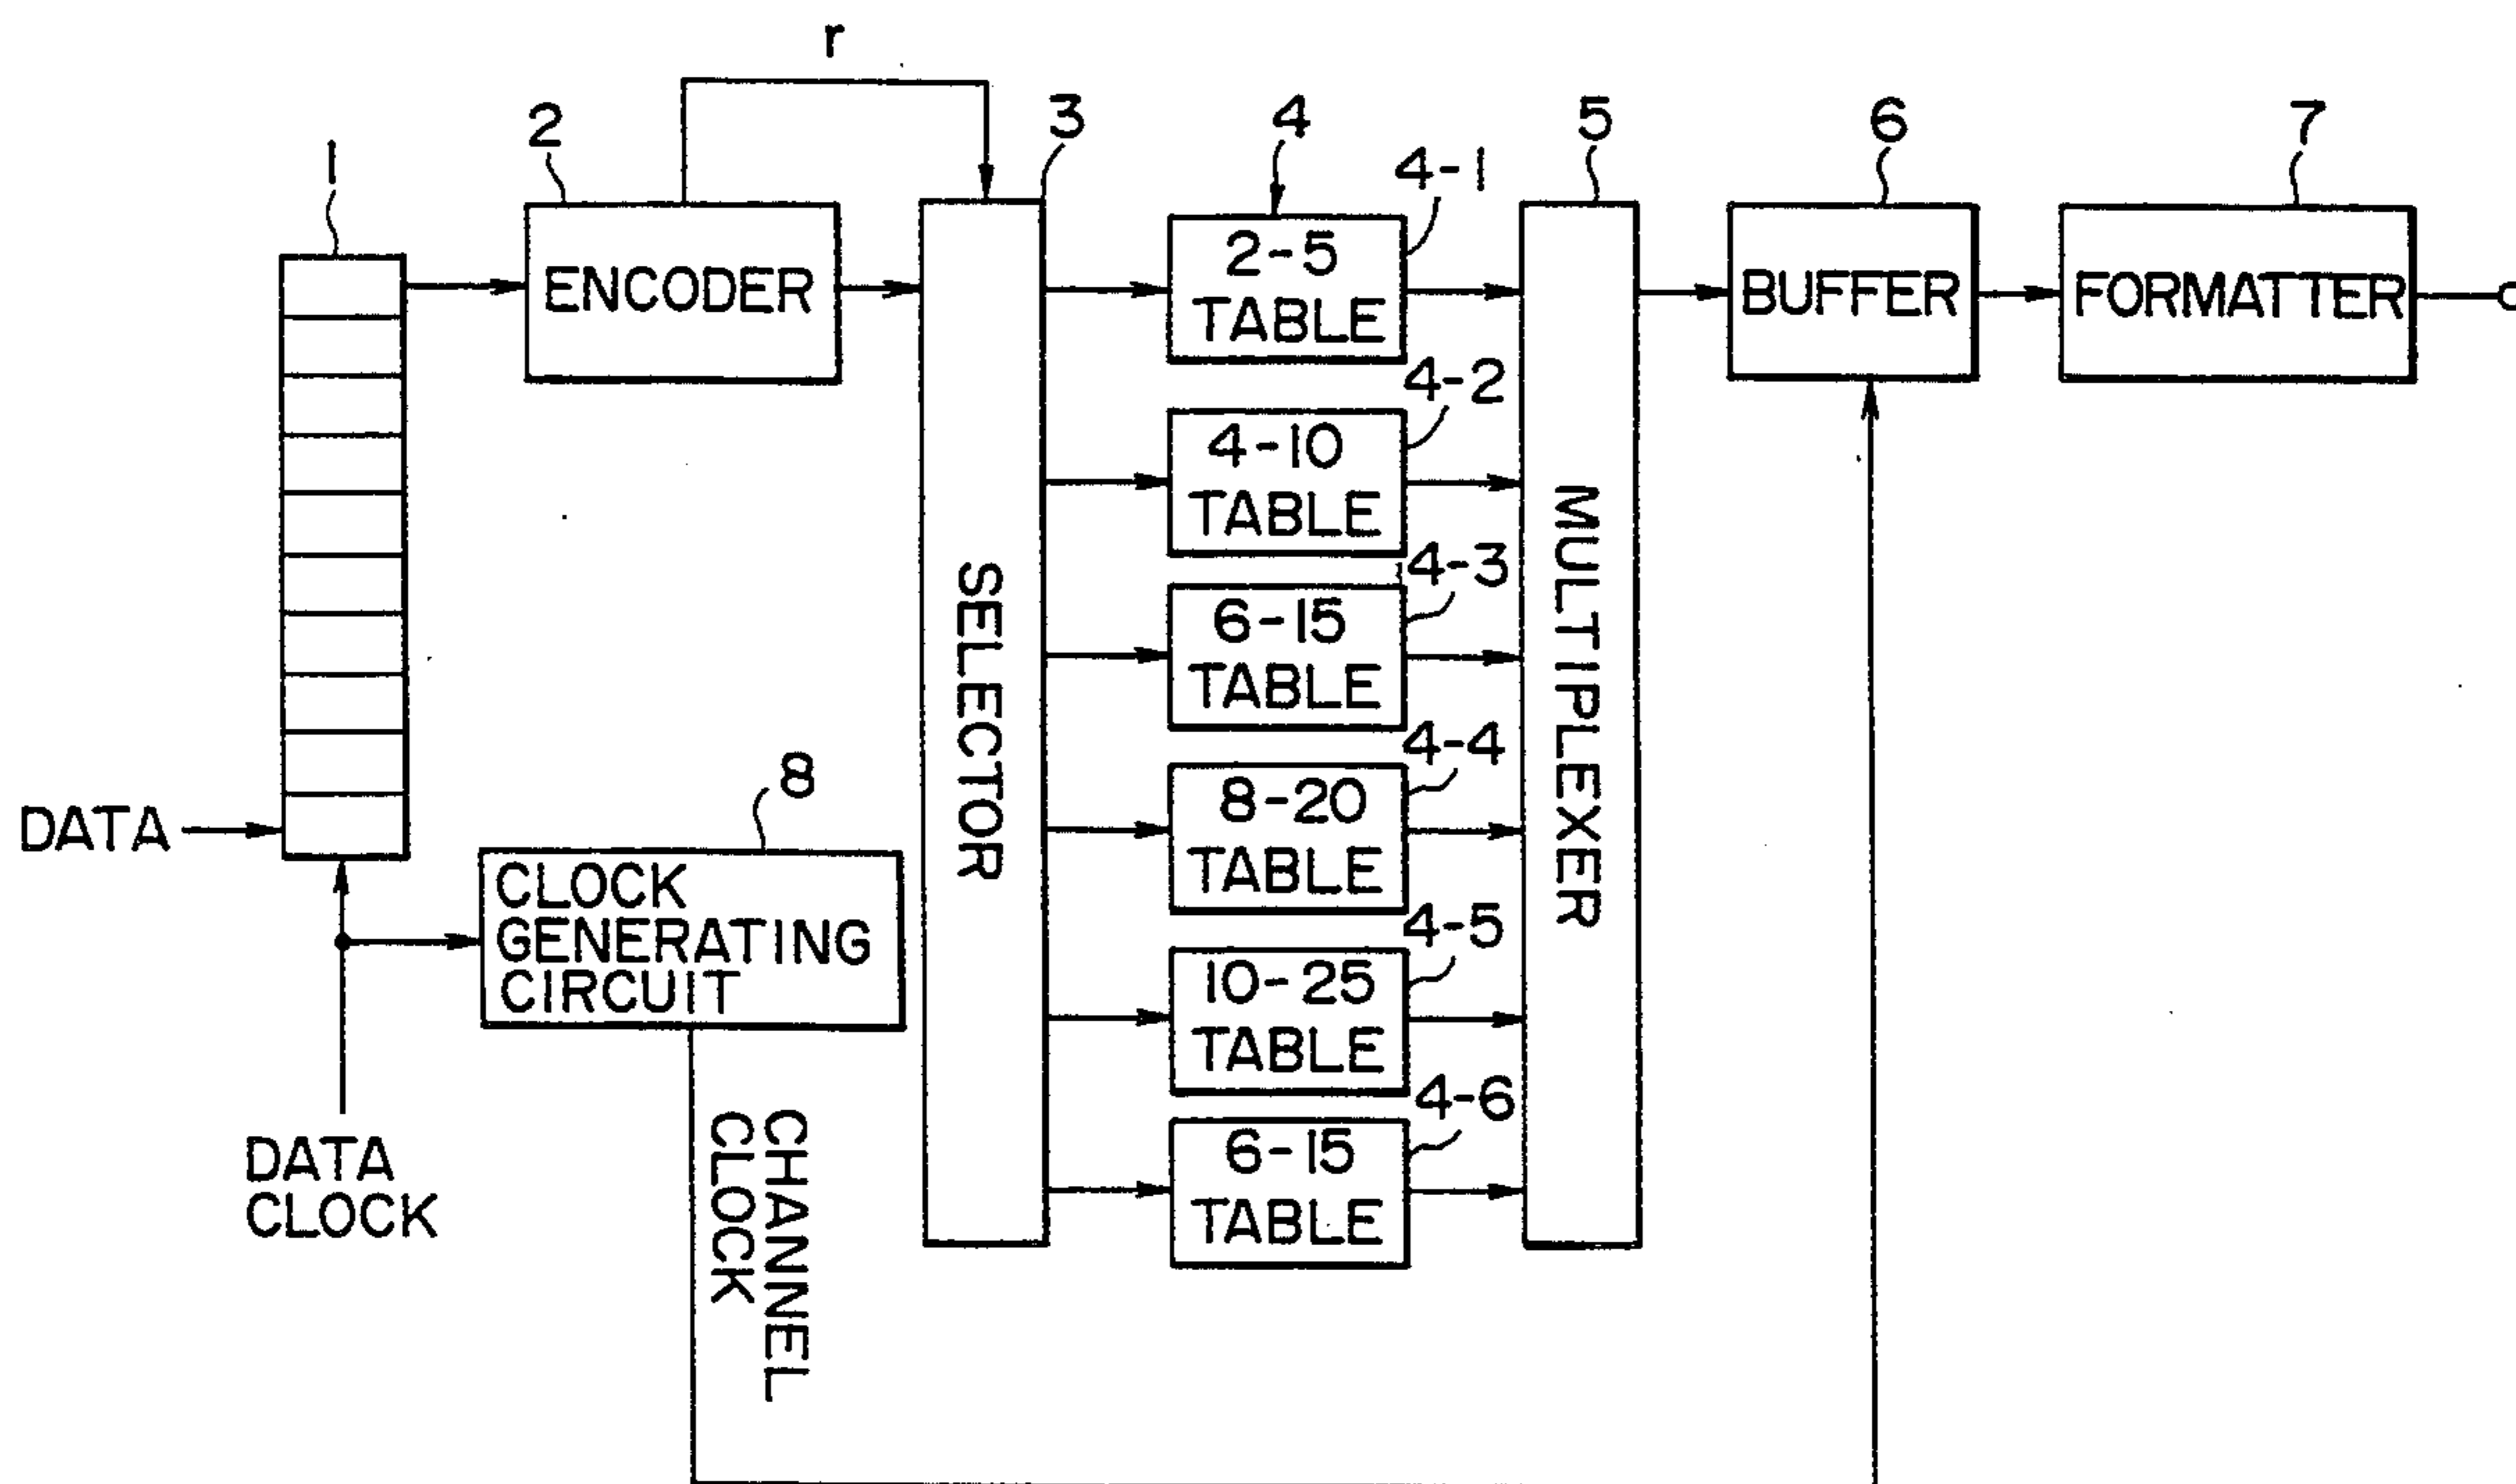 r
1
2
3
4
4-1
5
6
7
ENCODER
2-5
TABLE
BUFFER
FORMATTER
4-2
4-10
TABLE
4-3
6-15
TABLE
SELECTOR
MULTIPLEXER
4-4
8-20
TABLE
DATA
8
CLOCK
GENERATING
CIRCUIT
4-5
10-25
TABLE
4-6
6-15
TABLE
DATA
CLOCK
CHANNEL
CLOCK